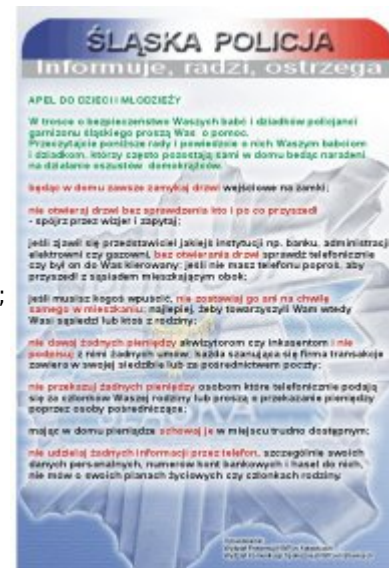 ŚLĄSKA POLICJA
Informuje, radzi, ostrzega
APEL DO DZIECI I MŁODZIEŻY
W trosce o bezpieczeństwo Waszych babć i dziadków policjanci
garnizonu śląskiego proszą Was o pomoc.
Przeczytajcie poniższe rady i powiedzcie o nich Waszym babciom
i dziadkom, którzy często pozostają sami w domu będąc narażeni
na działanie oszustów domokrążców.
będąc w domu zawsze zamykaj drzwi wejściowe na zamki;
nie otwieraj drzwi bez sprawdzenia kto i po co przyszedł
- spójrz przez wizjer i zapytaj;
jeśli zjawił się przedstawiciel jakiejś instytucji np. banku, administracji
elektrowni czy gazowni, bez otwierania drzwi sprawdź telefonicznie
czy był on do Was kierowany; jeśli nie masz telefonu poproś, aby
przyszedł z sąsiadem mieszkającym obok;
;
jeśli musisz kogoś wpuścić, nie zostawiaj go ani na chwilę
samego w mieszkaniu; najlepiej, żeby towarzyszyli Wam wtedy
Wasi sąsiedzi lub ktoś z rodziny;
nie dawaj żadnych pieniędzy akwizytorom czy inkasentom i nie
podpisuj z nimi żadnych umów; każda szanująca się firma transakcje
zawiera w swojej siedzibie lub za pośrednictwem poczty;
nie przekazuj żadnych pieniędzy osobom które telefonicznie podają
się za członków Waszej rodziny lub proszą o przekazanie pieniędzy
poprzez osoby pośredniczące;
mając w domu pieniądze schowaj je w miejscu trudno dostępnym;
nie udzielaj żadnych informacji przez telefon, szczególnie swoich
danych personalnych, numerów kont bankowych i haseł do nich,
nie mów o swoich planach życiowych czy członkach rodziny